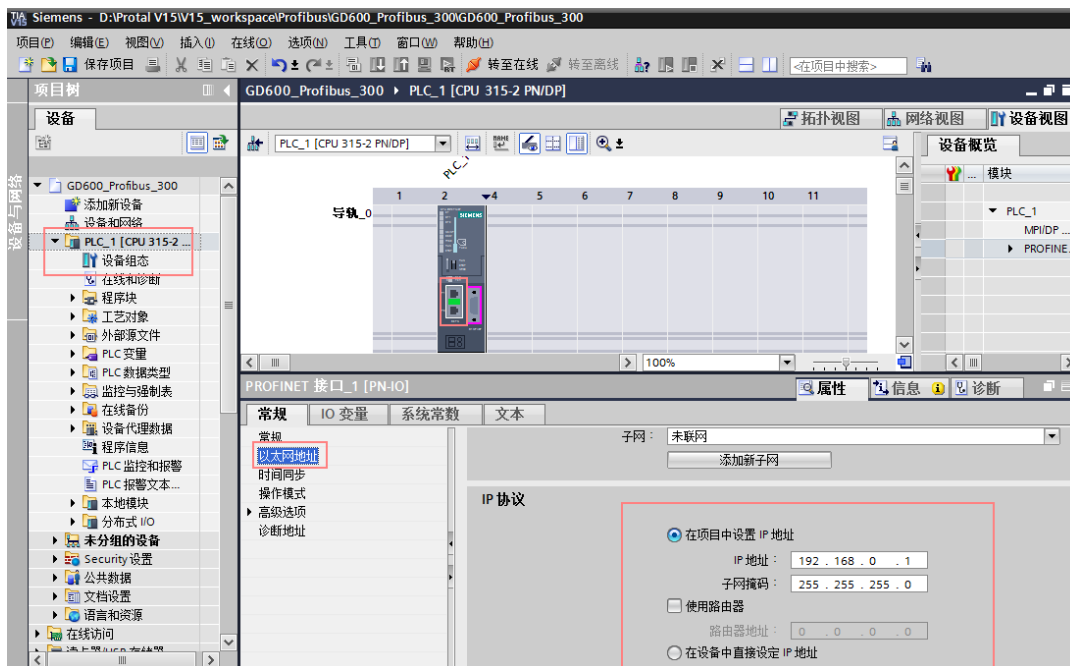 Siemens - D:\Protal V15\V15_workspace\Profibus\GD600_Profibus_300\GD600_Profibus_300
项目(P) 编辑(E) 视图(V) 插入(I) 在线(O) 选项(N) 工具(T) 窗口(W) 帮助(H)
保存项目 转至在线 转至离线 <在项目中搜索>
项目树
GD600_Profibus_300 PLC_1 [CPU 315-2 PN/DP]
设备
拓扑视图 网络视图 设备视图
PLC_1 [CPU 315-2 PN/DP]
设备概览
模块
设备与网络
GD600_Profibus_300
添加新设备
设备和网络
PLC_1 [CPU 315-2 ...
设备组态
在线和诊断
程序块
工艺对象
外部源文件
PLC 变量
PLC 数据类型
监控与强制表
在线备份
设备代理数据
程序信息
PLC 监控和报警
PLC 报警文本...
本地模块
分布式 I/O
未分组的设备
Security 设置
公共数据
文档设置
语言和资源
在线访问
PLC_1
1 2 4 5 6 7 8 9 10 11
导轨_0
SIEMENS
... 
PLC_1
MPI/DP ...
PROFINE.
100%
PROFINET 接口_1 [PN-IO]
属性 信息 诊断
常规 IO 变量 系统常数 文本
常规
以太网地址
时间同步
操作模式
高级选项
诊断地址
子网： 未联网
添加新子网
IP 协议
在项目中设置 IP 地址
IP 地址： 192 . 168 . 0 . 1
子网掩码： 255 . 255 . 255 . 0
使用路由器
路由器地址： 0 . 0 . 0 . 0
在设备中直接设定 IP 地址